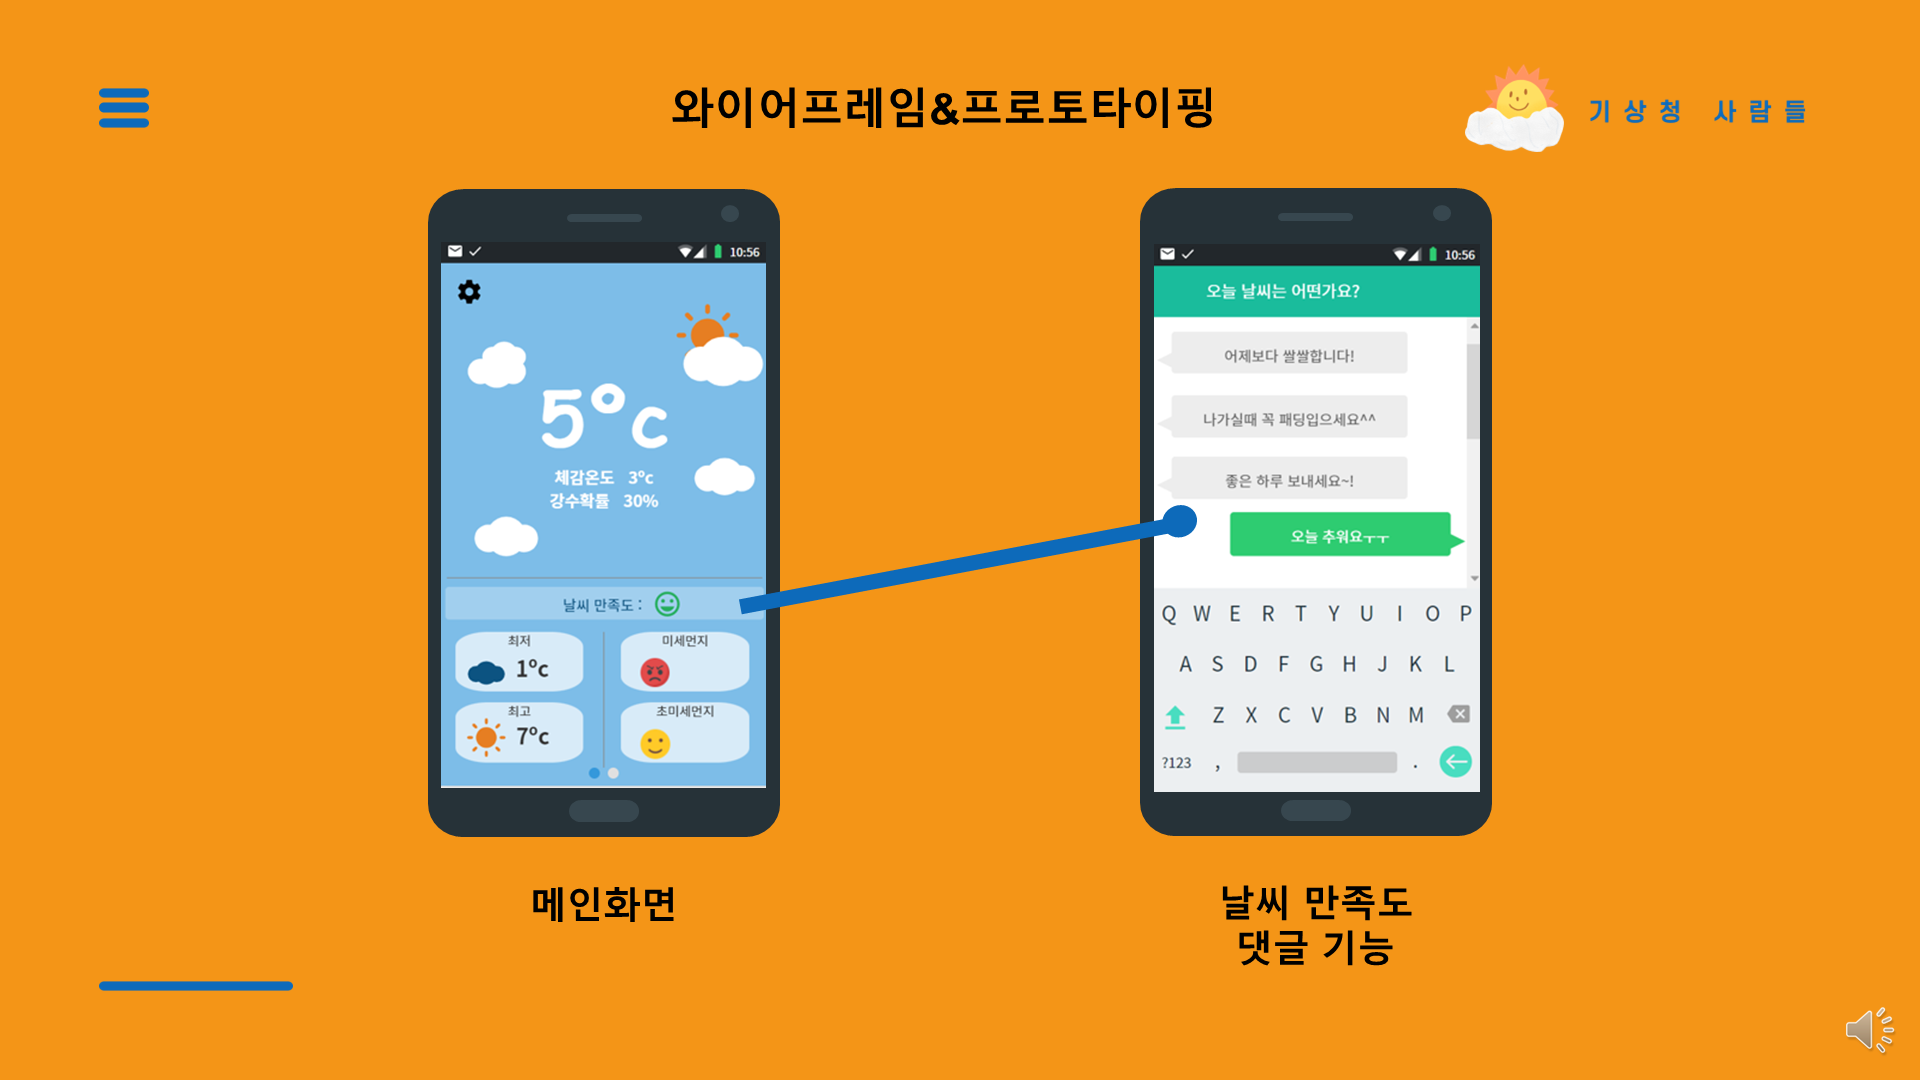 와이어프레임&프로토타이핑
기상청 사람들
10:56
5°c
체감온도 3°c
강수확률 30%
날씨 만족도 :
최저
1°c
미세먼지
최고
7°c
초미세먼지
메인화면
10:56
오늘 날씨는 어떤가요?
어제보다 쌀쌀합니다!
나가실때 꼭 패딩입으세요^^
좋은 하루 보내세요~!
오늘 추워요ㅜㅜ
Q W E R T Y U I O P
A S D F G H J K L
Z X C V B N M
?123 , .
날씨 만족도
댓글 기능